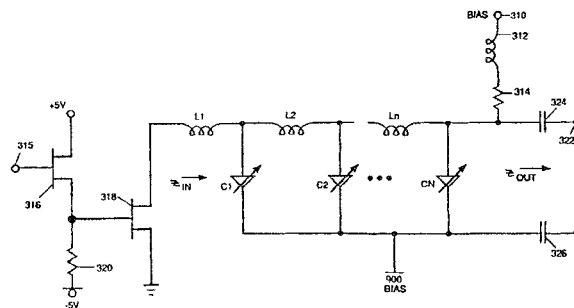 BIAS
310
312
314
324
+5V
L1
L2
Ln
322
315
316
318
Z IN
C1
C2
CN
Z OUT
320
326
900
BIAS
-5V